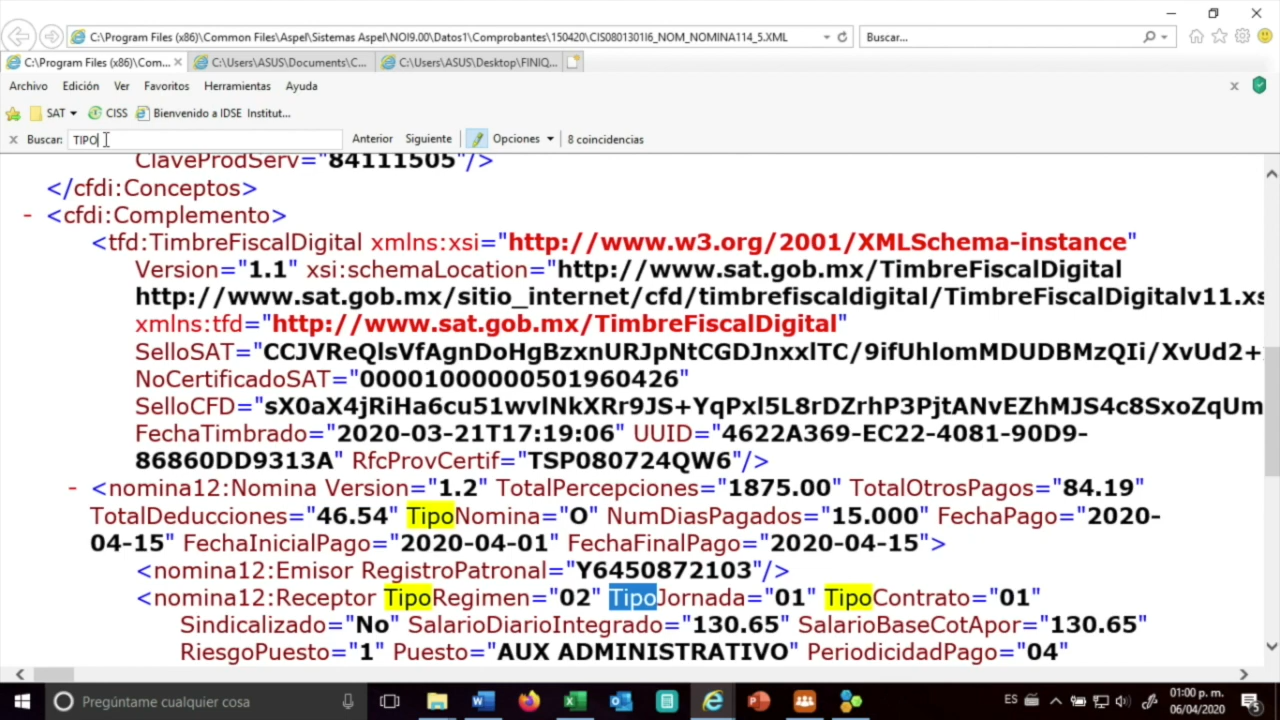 C:\Program Files (x86)\Common Files\Aspel\Sistemas Aspel\NOI9.00\Datos1\Comprobantes\150420\CIS080130II6_NOM_NOMINA114_5.XML
Buscar...
C:\Program Files (x86)\Com...
C:\Users\ASUS\Documents\C...
C:\Users\ASUS\Desktop\FINIQ...
Archivo Edición Ver Favoritos Herramientas Ayuda
SAT CISS Bienvenido a IDSE Institut...
Buscar: TIPO Anterior Siguiente Opciones 8 coincidencias
ClaveProdServ="84111505"/>
</cfdi:Conceptos>
- <cfdi:Complemento>
<tfd:TimbreFiscalDigital xmlns:xsi="http://www.w3.org/2001/XMLSchema-instance"
Version="1.1" xsi:schemaLocation="http://www.sat.gob.mx/TimbreFiscalDigital
http://www.sat.gob.mx/sitio_internet/cfd/timbrefiscaldigital/TimbreFiscalDigitalv11.xs
xmlns:tfd="http://www.sat.gob.mx/TimbreFiscalDigital"
SelloSAT="CCJVReQlsVfAgnDoHgBzxnURJpNtCGDJnxxlTC/9ifUhlomMDUDBMzQIi/XvUd2+
NoCertificadoSAT="00001000000501960426"
SelloCFD="sX0aX4jRiHa6cu51wvlNkXRr9JS+YqPxl5L8rDZrhP3PjtANvEZhMJS4c8SxoZqUm
FechaTimbrado="2020-03-21T17:19:06" UUID="4622A369-EC22-4081-90D9-
86860DD9313A" RfcProvCertif="TSP080724QW6"/>
- <nomina12:Nomina Version="1.2" TotalPercepciones="1875.00" TotalOtrosPagos="84.19"
TotalDeducciones="46.54" TipoNomina="O" NumDiasPagados="15.000" FechaPago="2020-
04-15" FechaInicialPago="2020-04-01" FechaFinalPago="2020-04-15">
<nomina12:Emisor RegistroPatronal="Y6450872103"/>
<nomina12:Receptor TipoRegimen="02" TipoJornada="01" TipoContrato="01"
Sindicalizado="No" SalarioDiarioIntegrado="130.65" SalarioBaseCotApor="130.65"
RiesgoPuesto="1" Puesto="AUX ADMINISTRATIVO" PeriodicidadPago="04"
Pregúntame cualquier cosa
ES
01:00 p. m.
06/04/2020
5